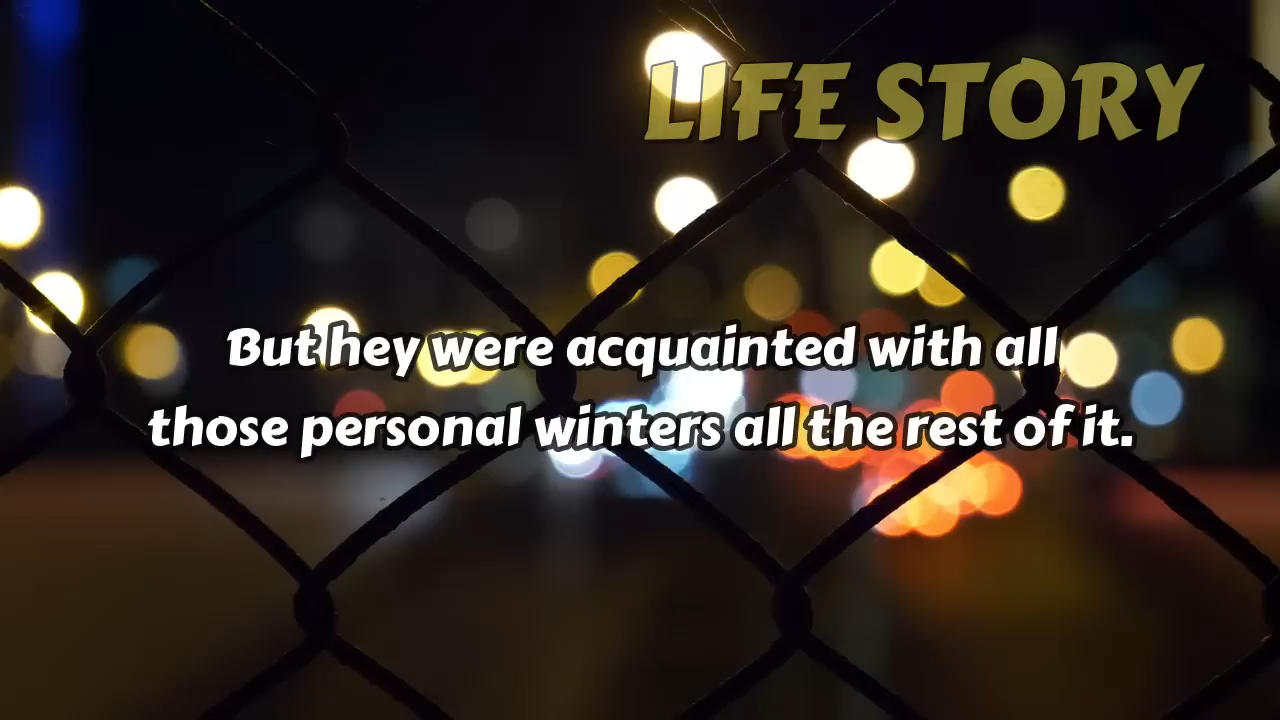 LIFE STORY
But hey were acquainted with all
those personal winters all the rest of it.